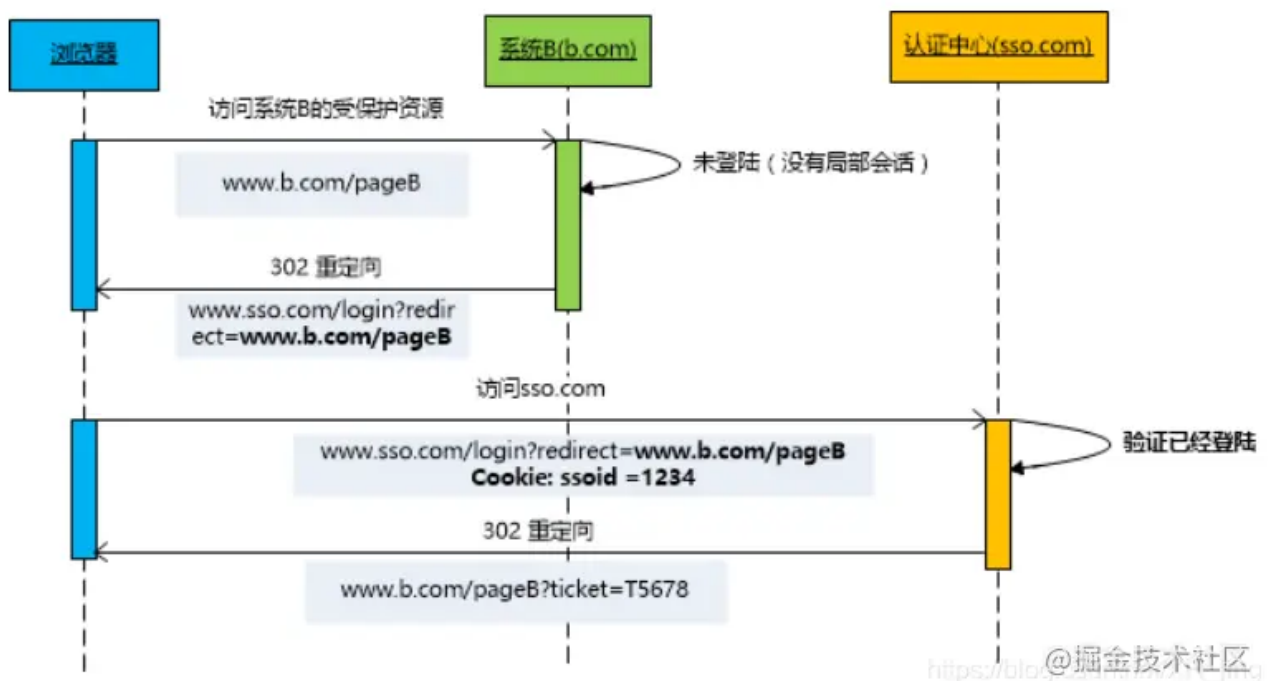 浏览器
系统B(b.com)
认证中心(sso.com)
访问系统B的受保护资源
www.b.com/pageB
未登陆（没有局部会话）
302 重定向
www.sso.com/login?redir
ect=www.b.com/pageB
访问sso.com
www.sso.com/login?redirect=www.b.com/pageB
Cookie: ssoid =1234
验证已经登陆
302 重定向
www.b.com/pageB?ticket=T5678
@掘金技术社区